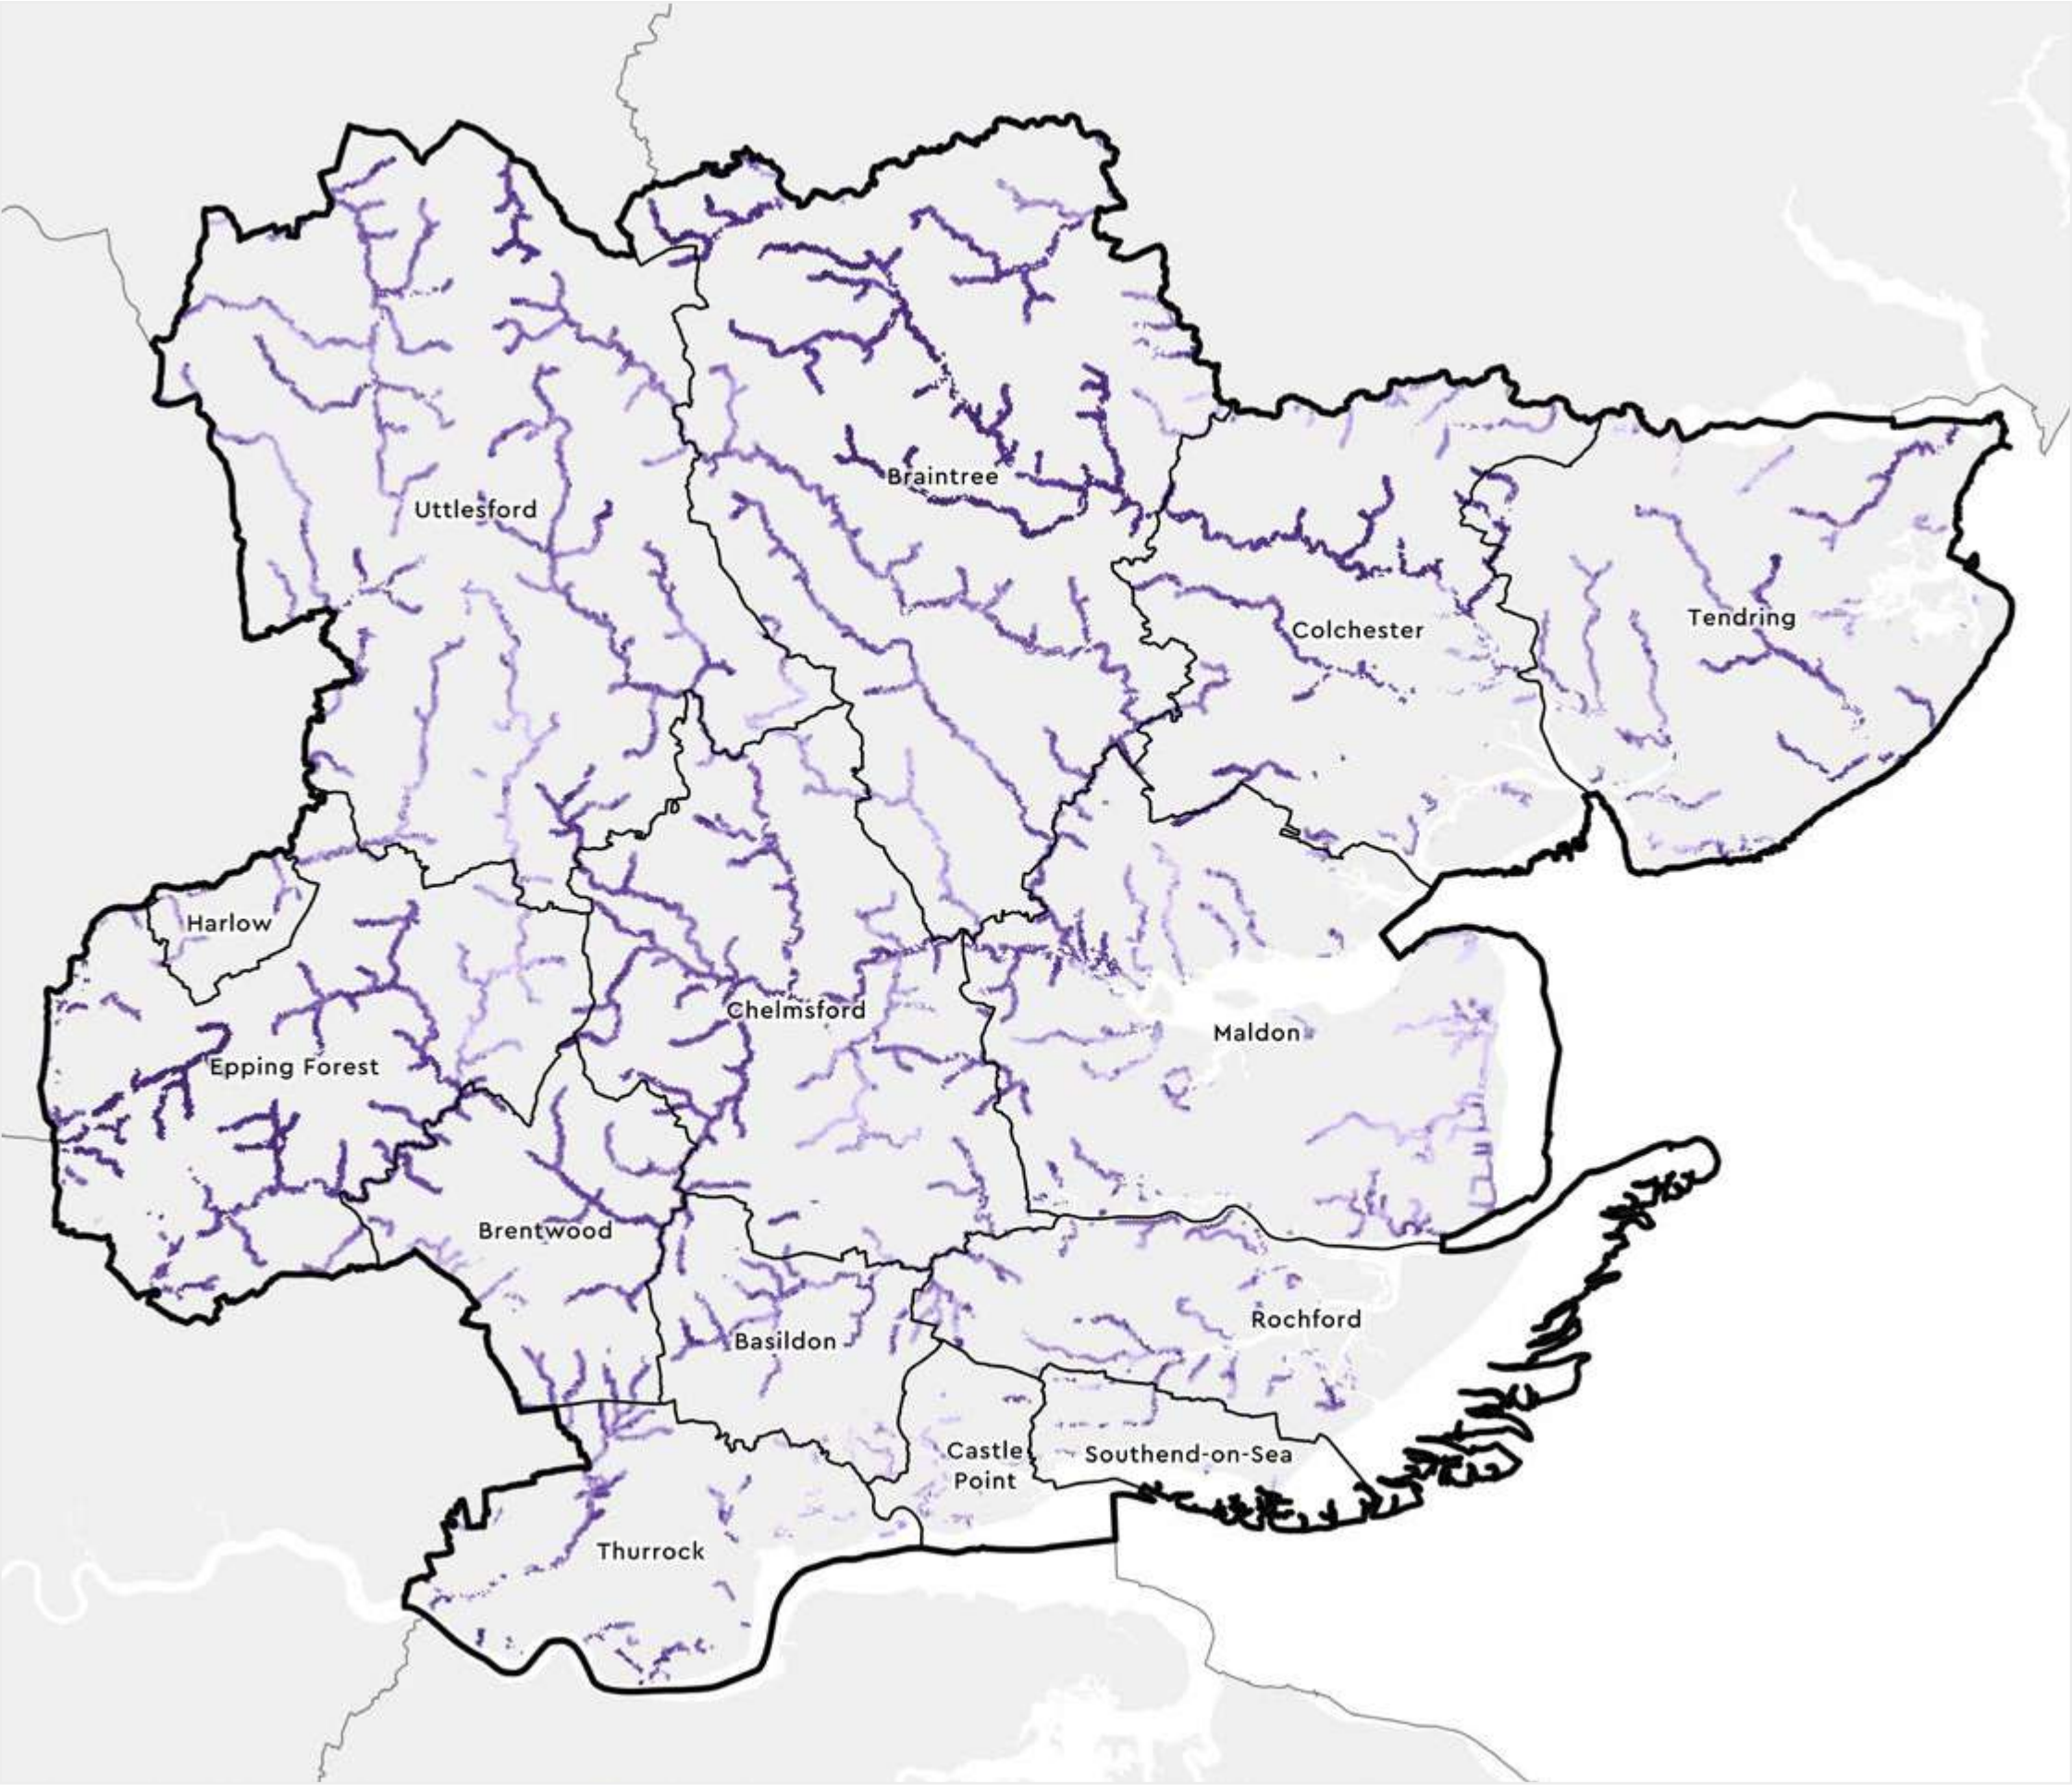 Braintree
Uttlesford
Tendring
Colchester
Harlow
Chelmsford
Maldon
Epping Forest
Brentwood
Rochford
Basildon
Castle
Point
Southend-on-Sea
Thurrock